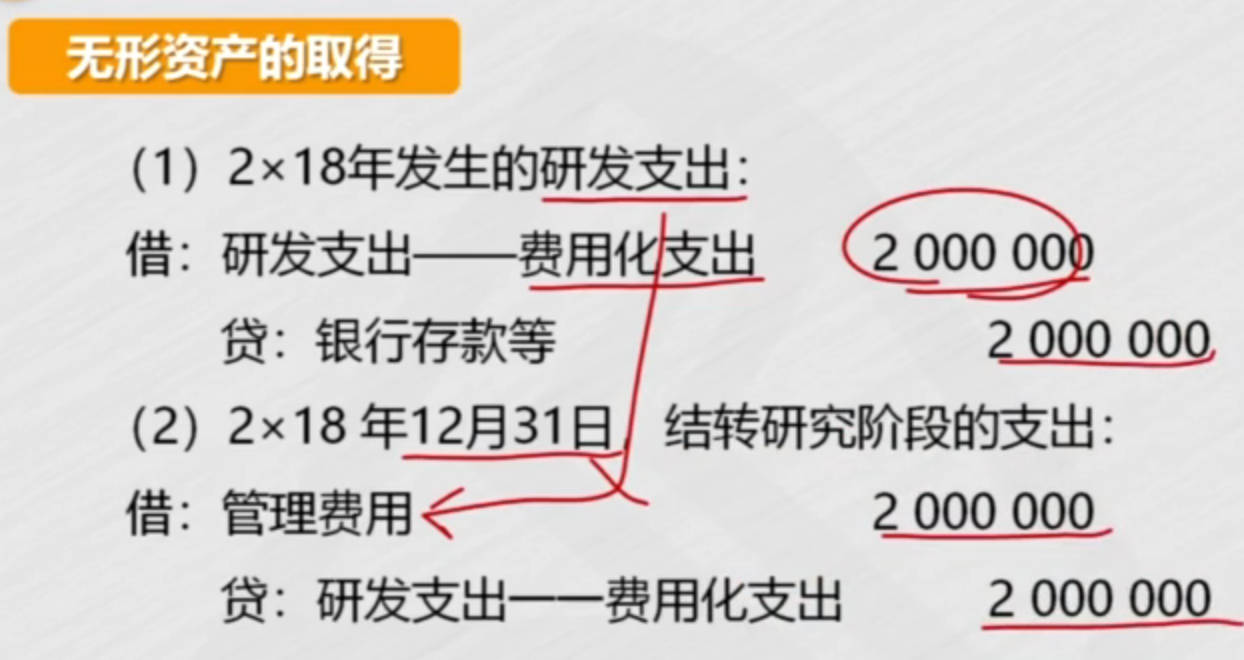 无形资产的取得
（1）2×18年发生的研发支出：
借：研发支出——费用化支出 2 000 000
贷：银行存款等 2 000 000
（2）2×18 年12月31日，结转研究阶段的支出：
借：管理费用 2 000 000
贷：研发支出一一费用化支出 2 000 000